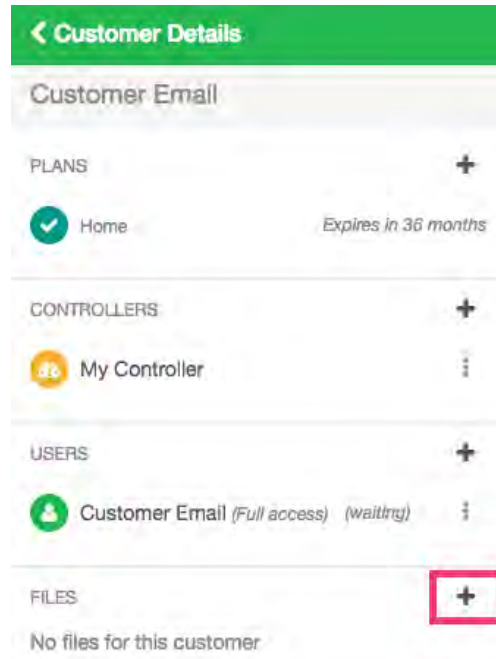 Customer Details
Customer Email
PLANS
Home Expires in 36 months
CONTROLLERS
My Controller
USERS
Customer Email (Full access) (waiting)
FILES
No files for this customer